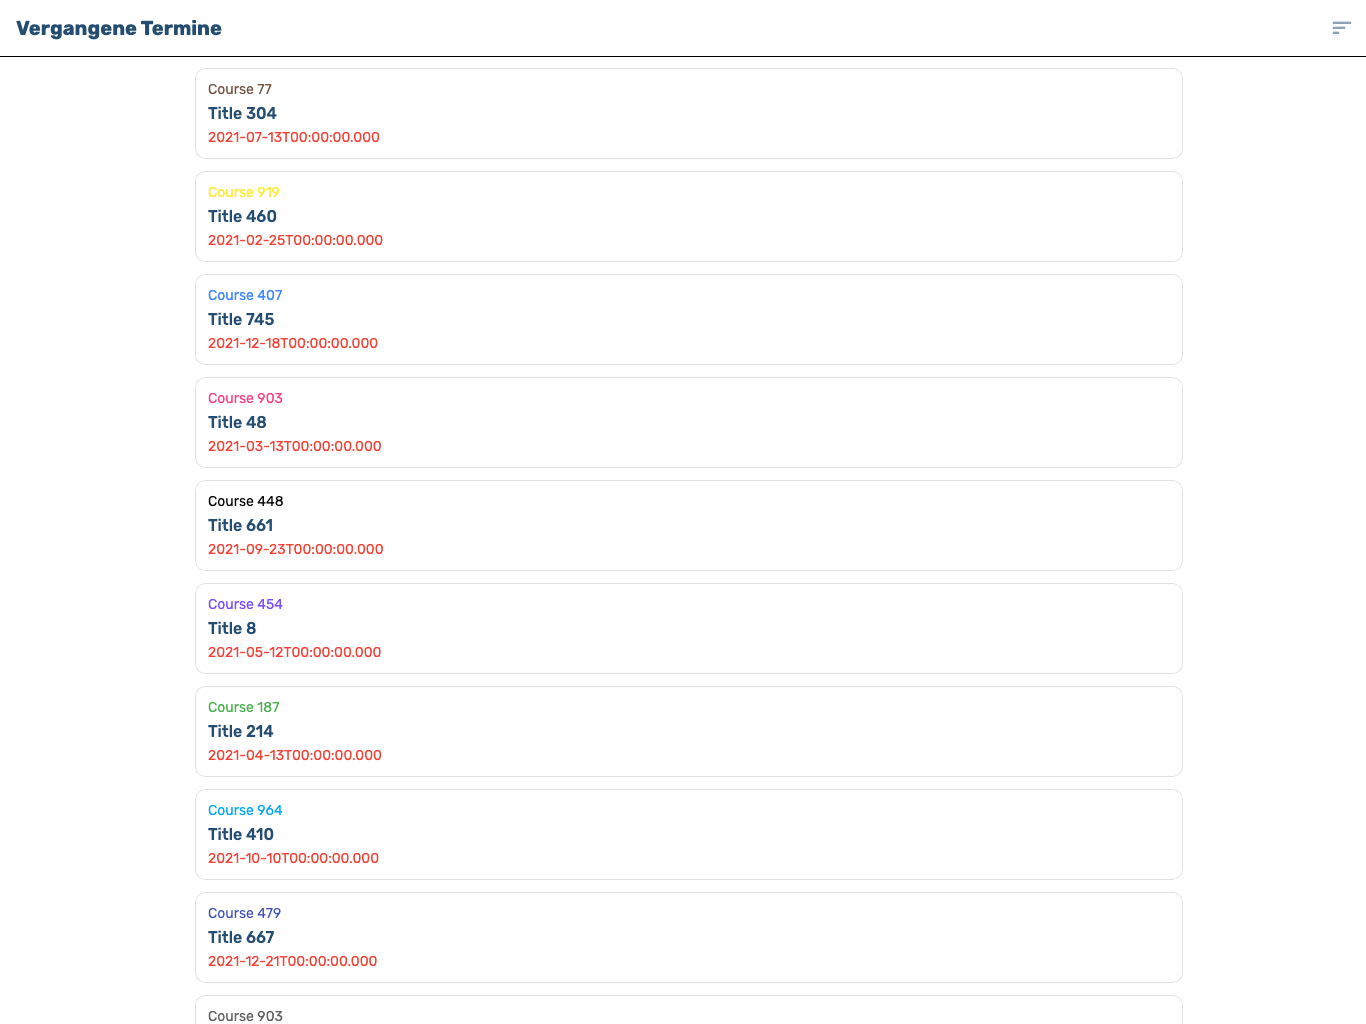 Vergangene Termine
Course 77
Title 304
2021-07-13T00:00:00.000
Course 919
Title 460
2021-02-25T00:00:00.000
Course 407
Title 745
2021-12-18T00:00:00.000
Course 903
Title 48
2021-03-13T00:00:00.000
Course 448
Title 661
2021-09-23T00:00:00.000
Course 454
Title 8
2021-05-12T00:00:00.000
Course 187
Title 214
2021-04-13T00:00:00.000
Course 964
Title 410
2021-10-10T00:00:00.000
Course 479
Title 667
2021-12-21T00:00:00.000
Course 903